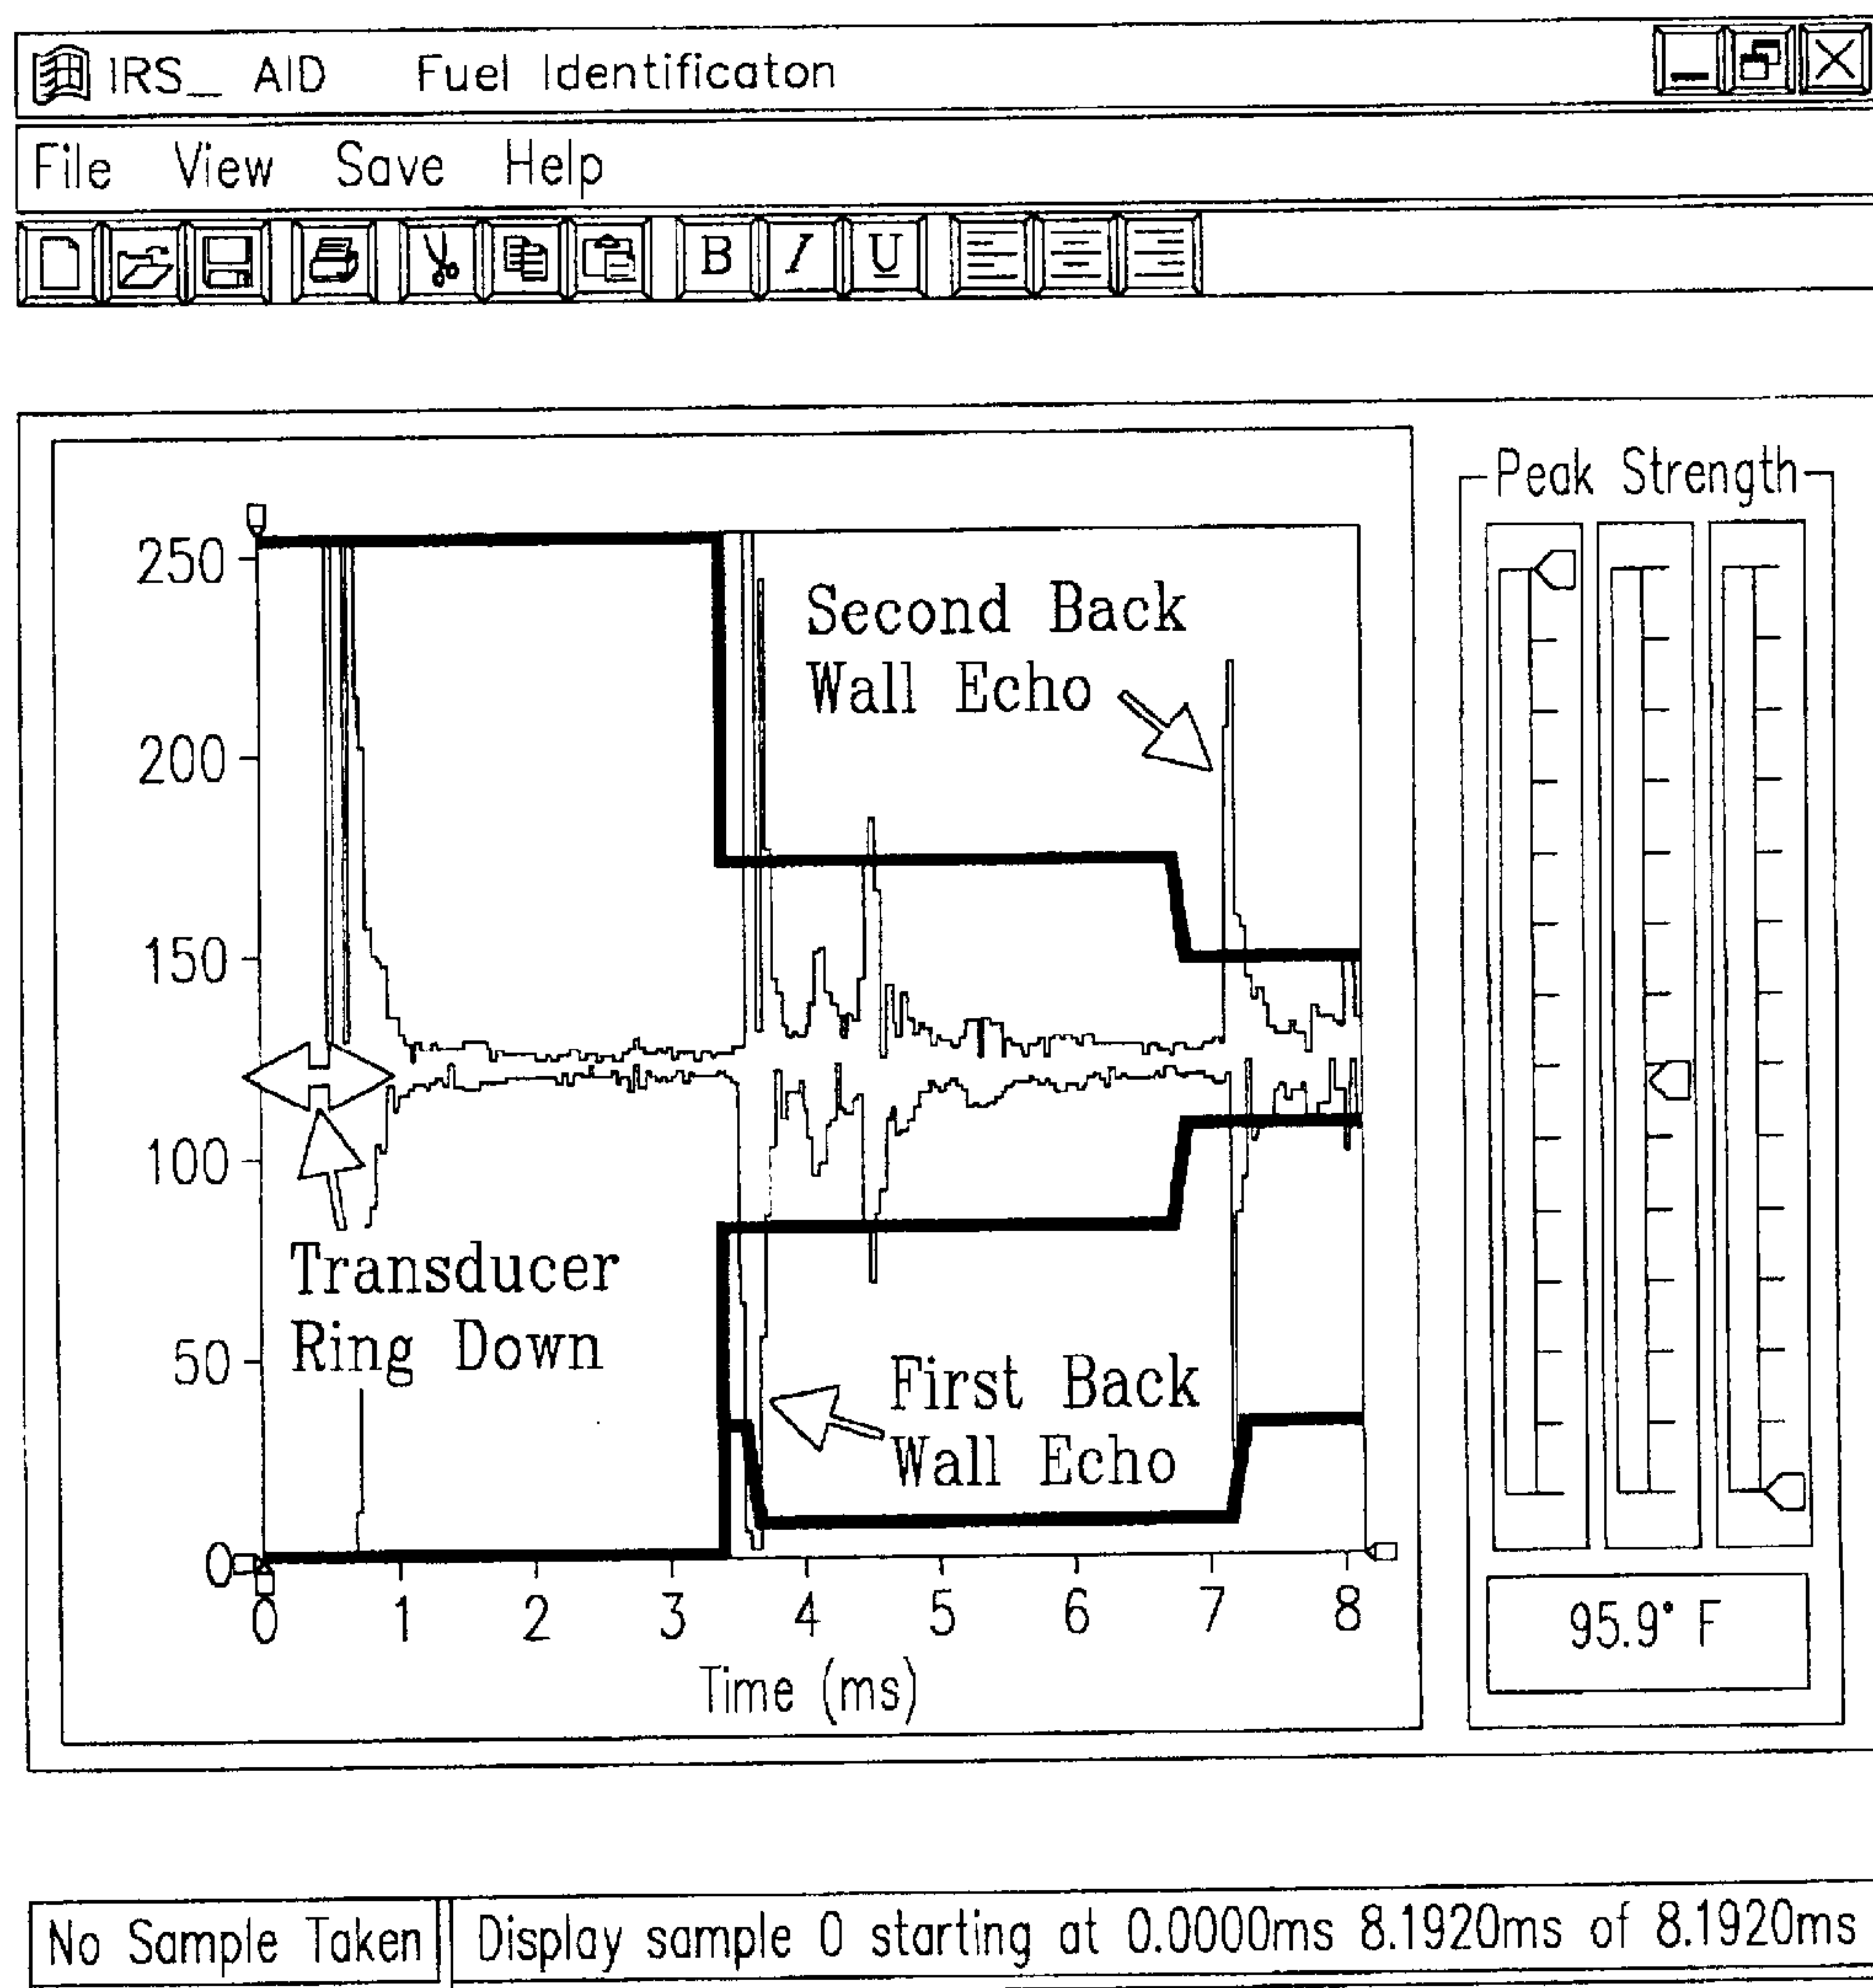 IRS_ AID Fuel Identificaton
File View Save Help
B I U
Peak Strength
250
200
150
100
50
0
Second Back
Wall Echo
Transducer
Ring Down
First Back
Wall Echo
0 1 2 3 4 5 6 7 8
Time (ms)
95.9° F
No Sample Taken
Display sample 0 starting at 0.0000ms 8.1920ms of 8.1920ms